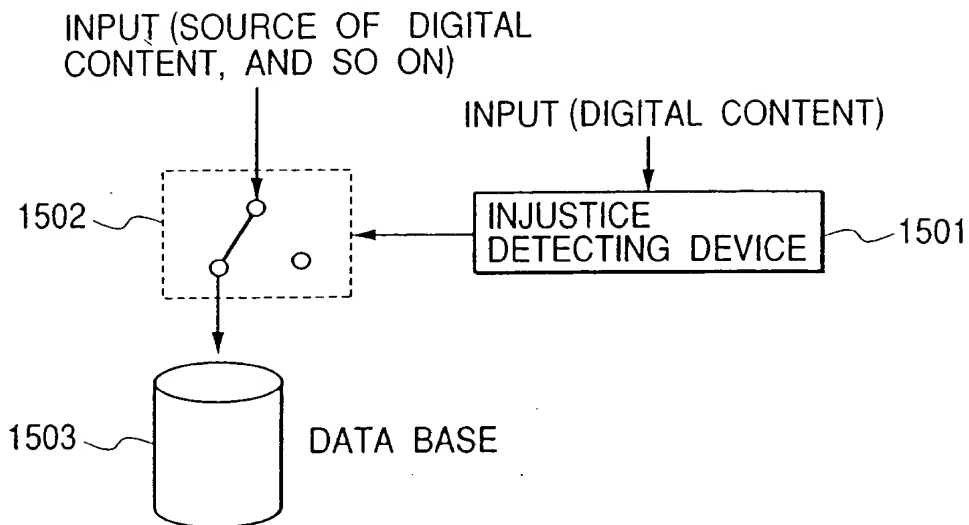 INPUT (SOURCE OF DIGITAL
CONTENT, AND SO ON)
INPUT (DIGITAL CONTENT)
1502
INJUSTICE
DETECTING DEVICE
1501
1503
DATA BASE